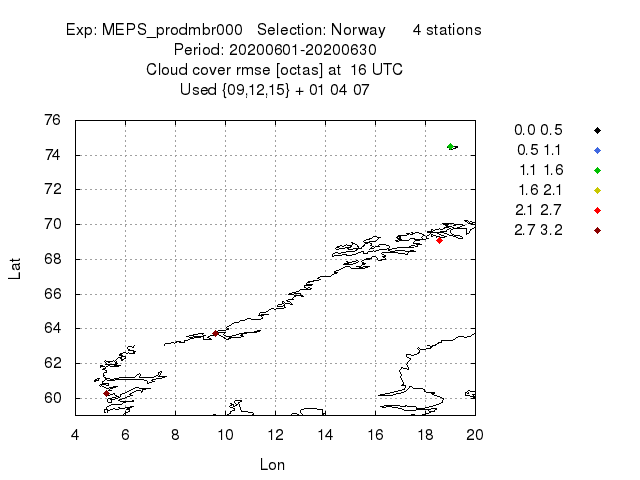 Exp: MEPS_prodmbr000 Selection: Norway 4 stations
Period: 20200601-20200630
Cloud cover rmse [octas] at 16 UTC
Used {09,12,15} + 01 04 07
76
74
72
70
68
66
64
62
60
Lat
4 6 8 10 12 14 16 18 20
Lon
0.0 0.5
0.5 1.1
1.1 1.6
1.6 2.1
2.1 2.7
2.7 3.2